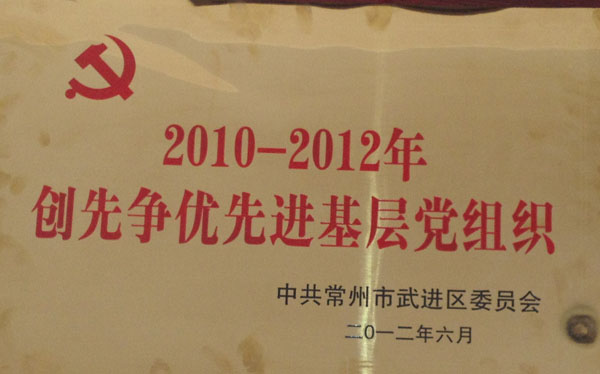 2010-2012年
创先争优先进基层党组织
中共常州市武进区委员会
二0一二年六月